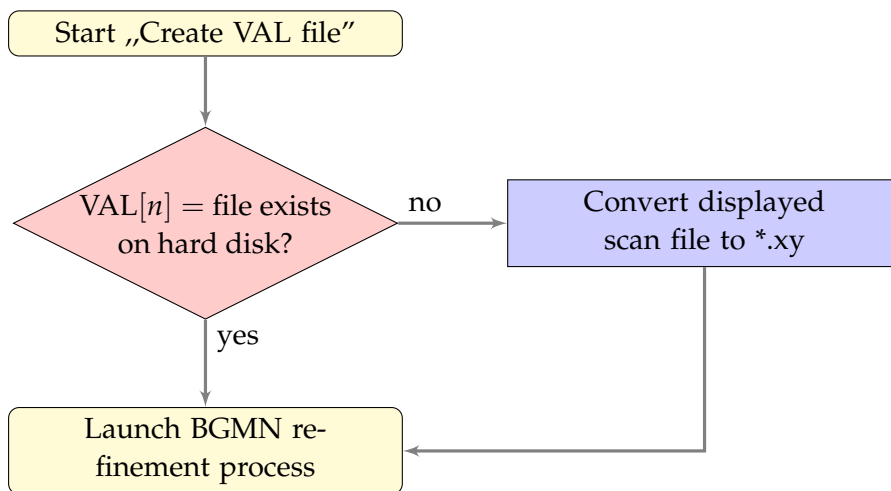 Start „Create VAL file”
VAL[n] = file exists
on hard disk?
no
Convert displayed
scan file to *.xy
yes
Launch BGMN re-
finement process